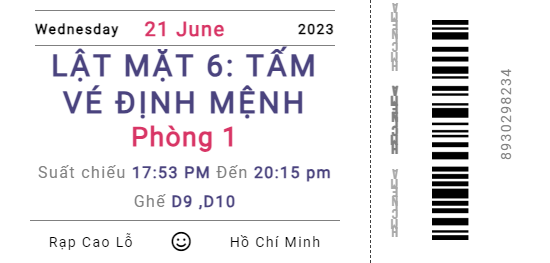 Wednesday 21 June 2023
LẬT MẶT 6: TẤM
VÉ ĐỊNH MỆNH
Phòng 1
Suất chiếu 17:53 PM Đến 20:15 pm
Ghế D9 ,D10
Rạp Cao Lỗ Hồ Chí Minh
8930298234